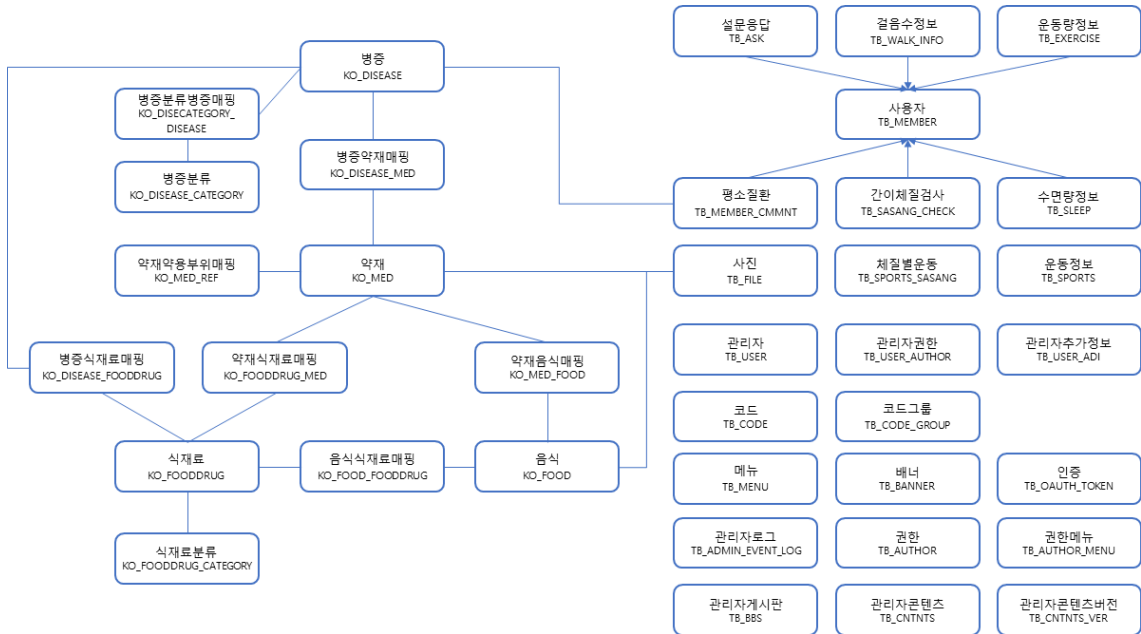 설문응답
TB_ASK
걸음수정보
TB_WALK_INFO
운동량정보
TB_EXERCISE
병증
KO_DISEASE
병증분류병증매핑
KO_DISECATEGORY_
DISEASE
사용자
TB_MEMBER
병증약재매핑
KO_DISEASE_MED
병증분류
KO_DISEASE_CATEGORY
평소질환
TB_MEMBER_CMMNT
간이체질검사
TB_SASANG_CHECK
수면량정보
TB_SLEEP
약재약용부위매핑
KO_MED_REF
약재
KO_MED
사진
TB_FILE
체질별운동
TB_SPORTS_SASANG
운동정보
TB_SPORTS
병증식재료매핑
KO_DISEASE_FOODDRUG
약재식재료매핑
KO_FOODDRUG_MED
약재음식매핑
KO_MED_FOOD
관리자
TB_USER
관리자권한
TB_USER_AUTHOR
관리자추가정보
TB_USER_ADI
코드
TB_CODE
코드그룹
TB_CODE_GROUP
식재료
KO_FOODDRUG
음식식재료매핑
KO_FOOD_FOODDRUG
음식
KO_FOOD
메뉴
TB_MENU
배너
TB_BANNER
인증
TB_OAUTH_TOKEN
식재료분류
KO_FOODDRUG_CATEGORY
관리자로그
TB_ADMIN_EVENT_LOG
권한
TB_AUTHOR
권한메뉴
TB_AUTHOR_MENU
관리자게시판
TB_BBS
관리자콘텐츠
TB_CNTNTS
관리자콘텐츠버전
TB_CNTNTS_VER